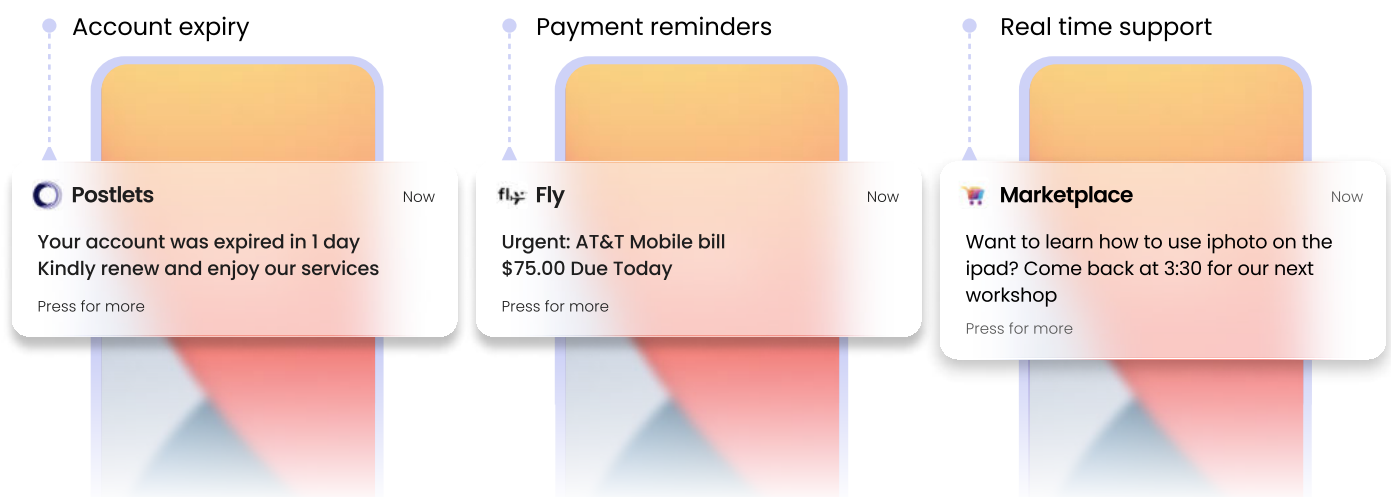 Account expiry
Postlets
Now
Your account was expired in 1 day
Kindly renew and enjoy our services
Press for more
Payment reminders
fly
Fly
Now
Urgent: AT&T Mobile bill
$75.00 Due Today
Press for more
Real time support
Marketplace
Now
Want to learn how to use iphoto on the
ipad? Come back at 3:30 for our next
workshop
Press for more